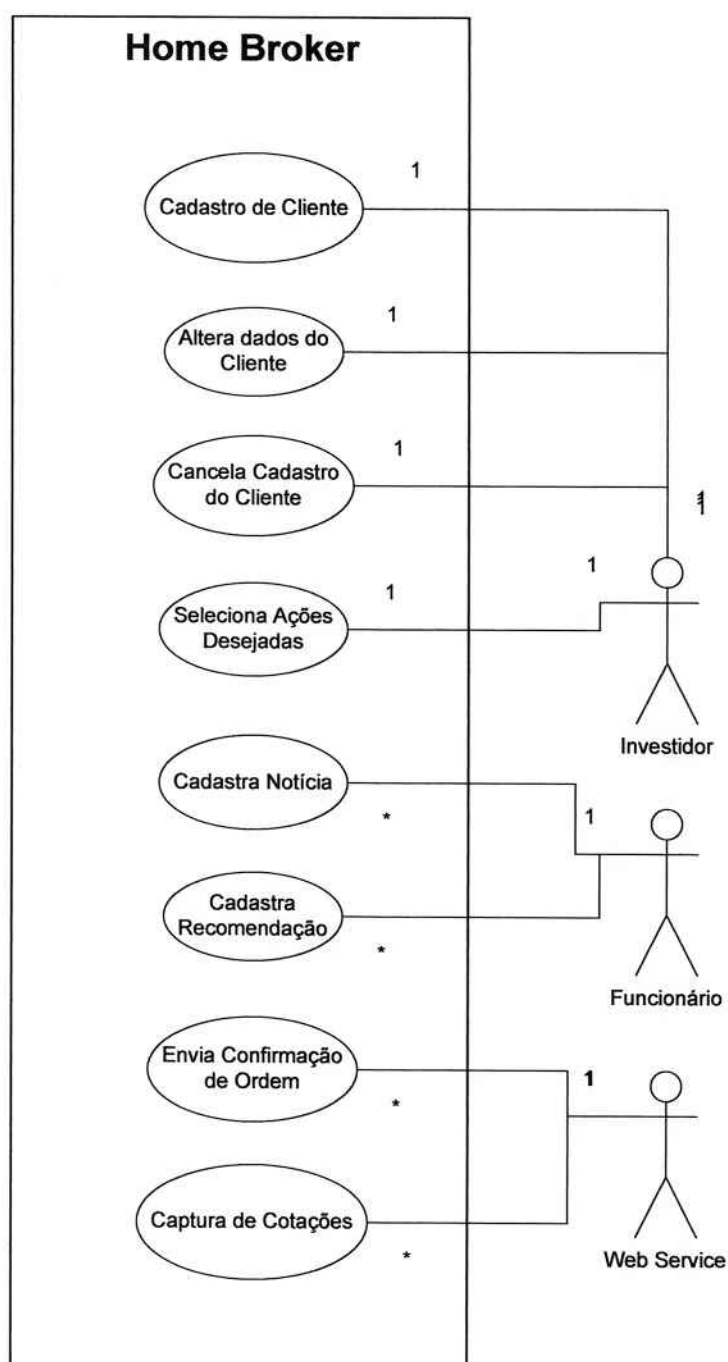 Home Broker
1
Cadastro de Cliente
1
Altera dados do
Cliente
1
Cancela Cadastro
do Cliente
1
1
1
Seleciona Ações
Desejadas
Investidor
Cadastra Notícia
*
1
Cadastra
Recomendação
*
Funcionário
Envia Confirmação
de Ordem
*
1
Captura de Cotações
*
Web Service